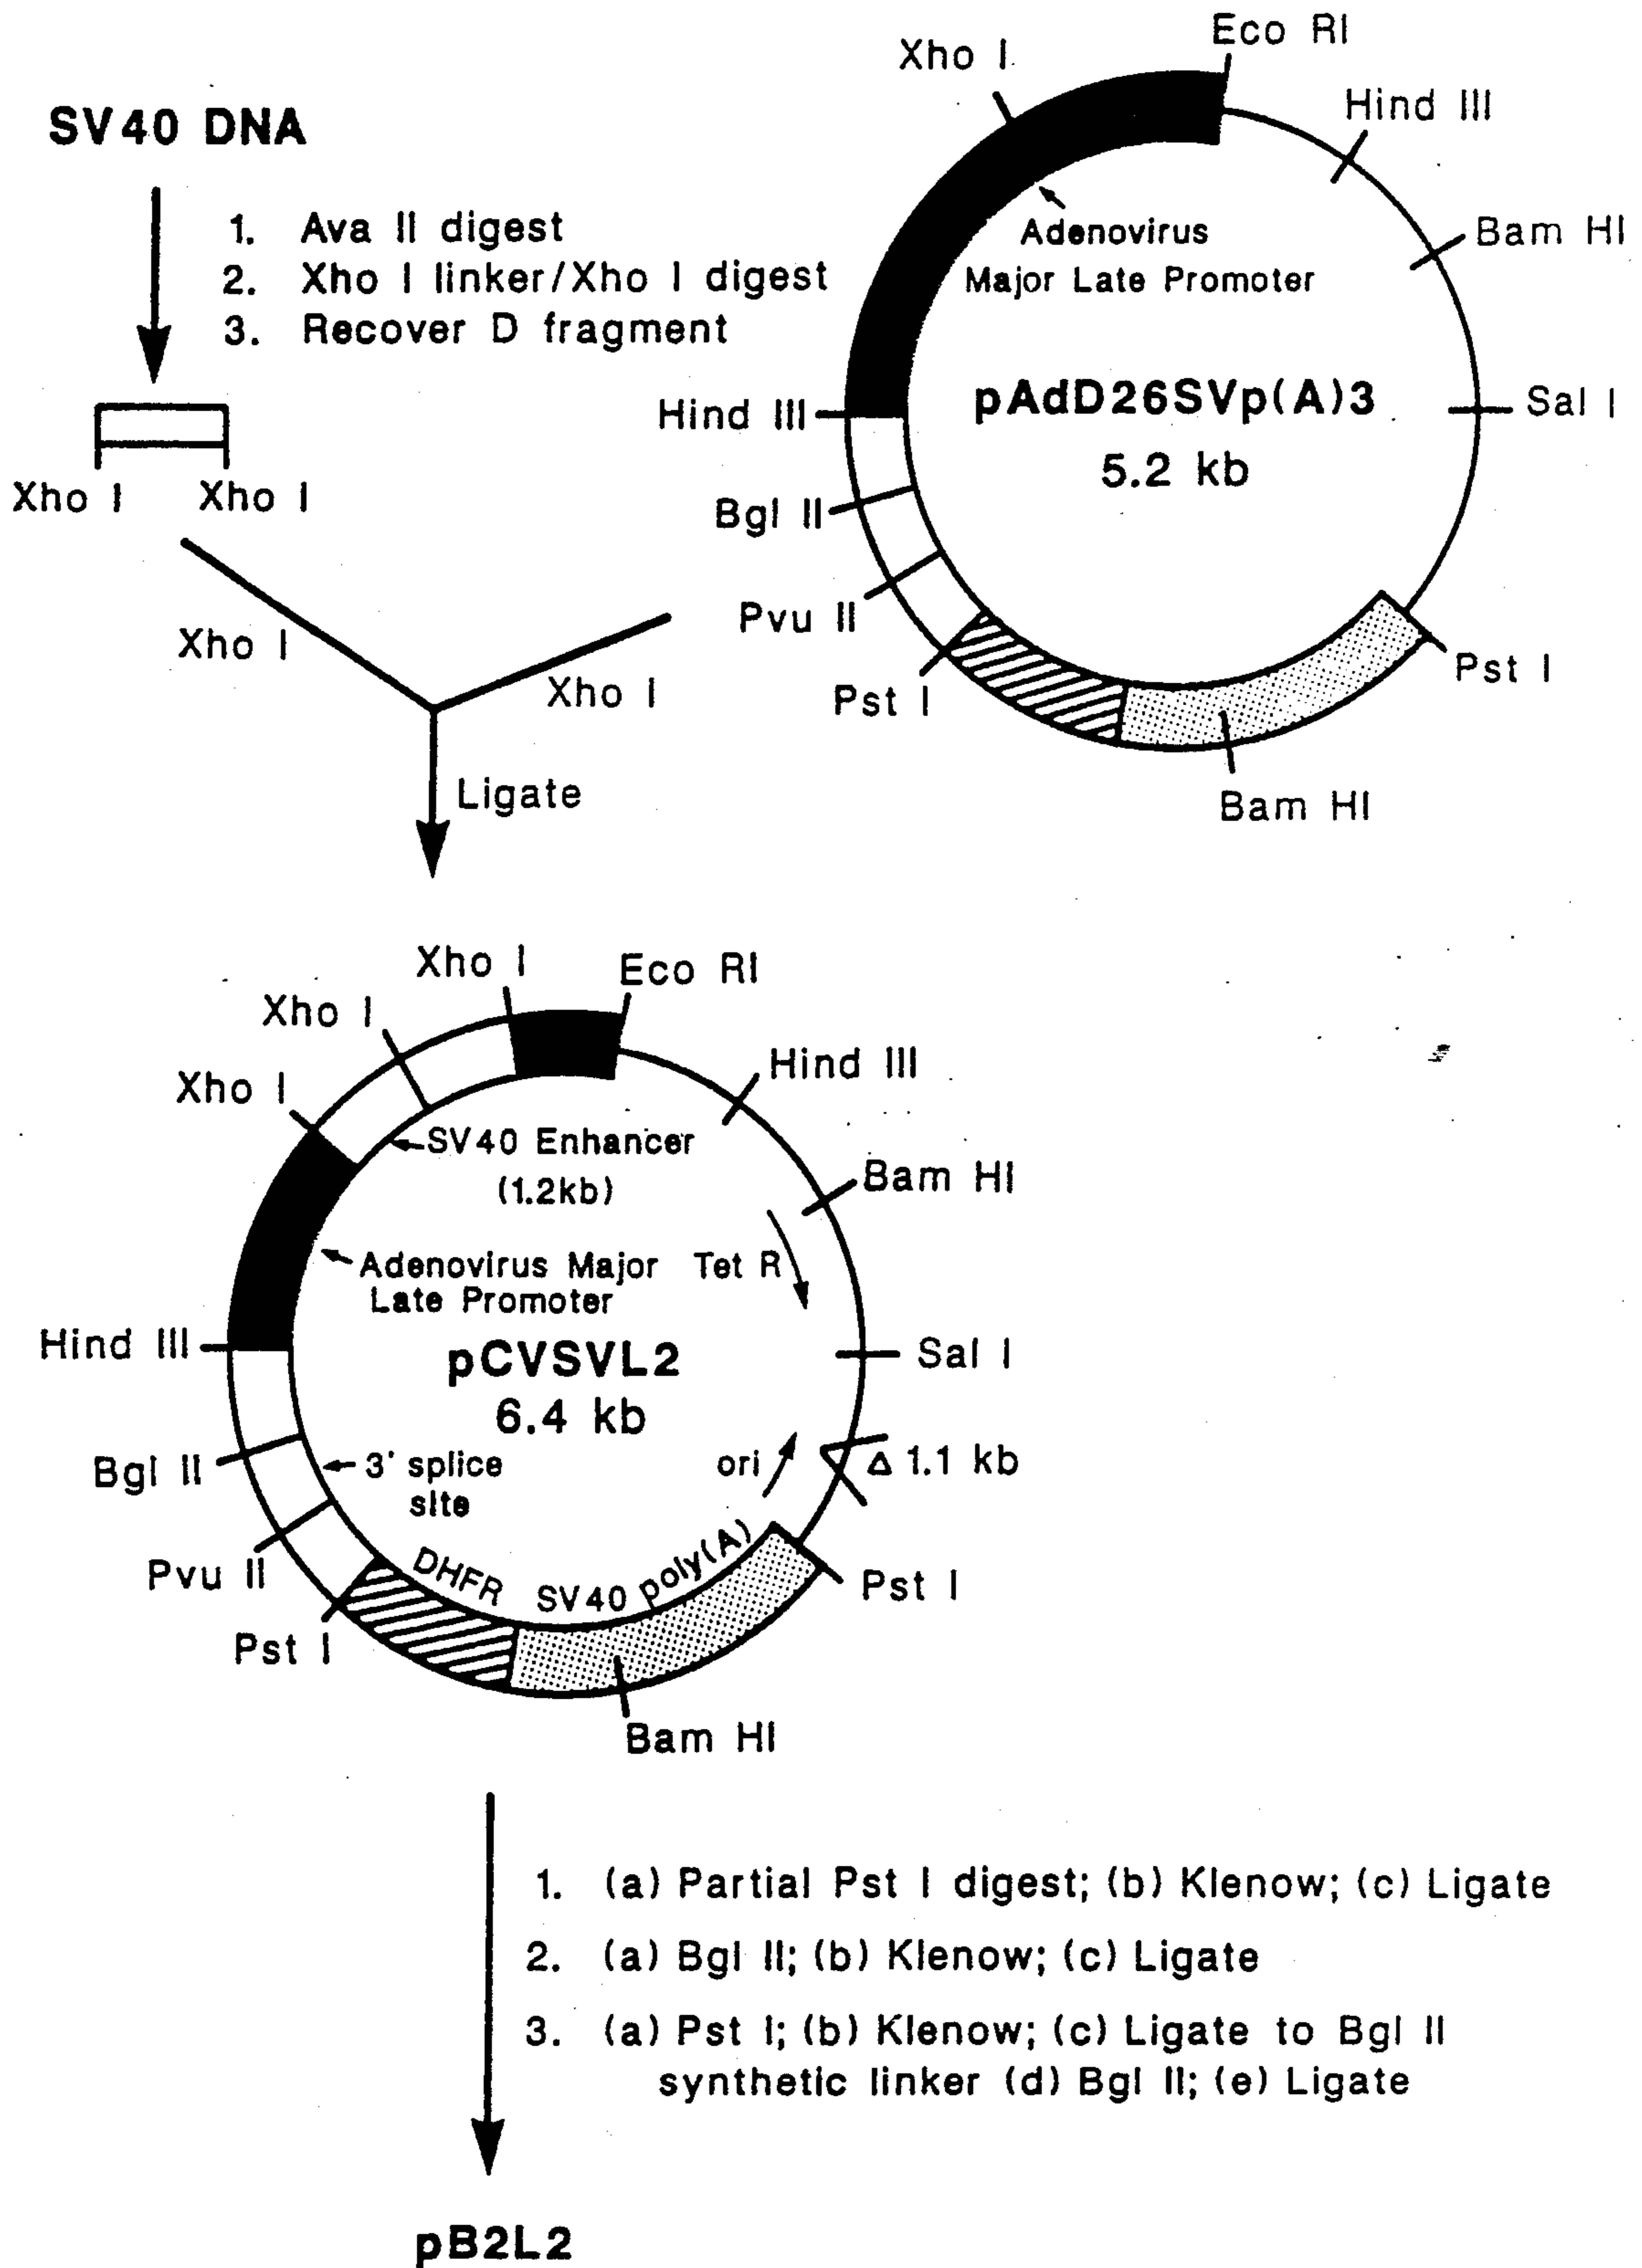 SV40 DNA
1. Ava II digest
2. Xho I linker/Xho I digest
3. Recover D fragment
Xho I
Xho I
Xho I
Eco RI
Hind III
Bam HI
Sal I
Pst I
Bam HI
Pst I
Pvu II
Bgl II
Hind III
Adenovirus
Major Late Promoter
pAdD26SVp(A)3
5.2 kb
Xho I
Xho I
Ligate
Xho I
Xho I
Xho I
Eco RI
Hind III
Bam HI
Sal I
Δ 1.1 kb
Pst I
Bam HI
Pst I
Pvu II
Bgl II
Hind III
SV40 Enhancer
(1.2kb)
Adenovirus Major
Late Promoter
Tet R
pCVSVL2
6.4 kb
3' splice
site
ori
DHFR
SV40 poly(A)
1. (a) Partial Pst I digest; (b) Klenow; (c) Ligate
2. (a) Bgl II; (b) Klenow; (c) Ligate
3. (a) Pst I; (b) Klenow; (c) Ligate to Bgl II
synthetic linker (d) Bgl II; (e) Ligate
pB2L2